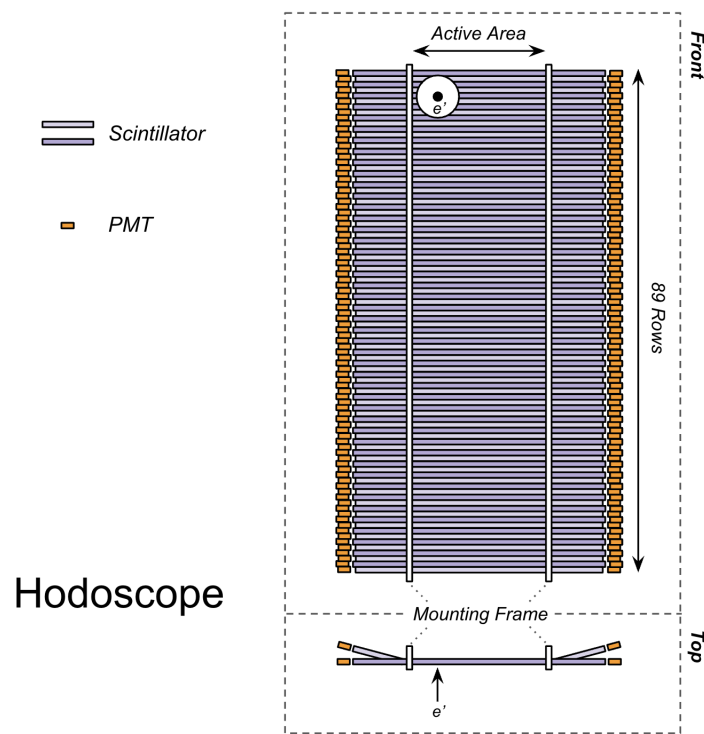 Active Area
Front
e'
Scintillator
PMT
89 Rows
Hodoscope
Mounting Frame
Top
e'